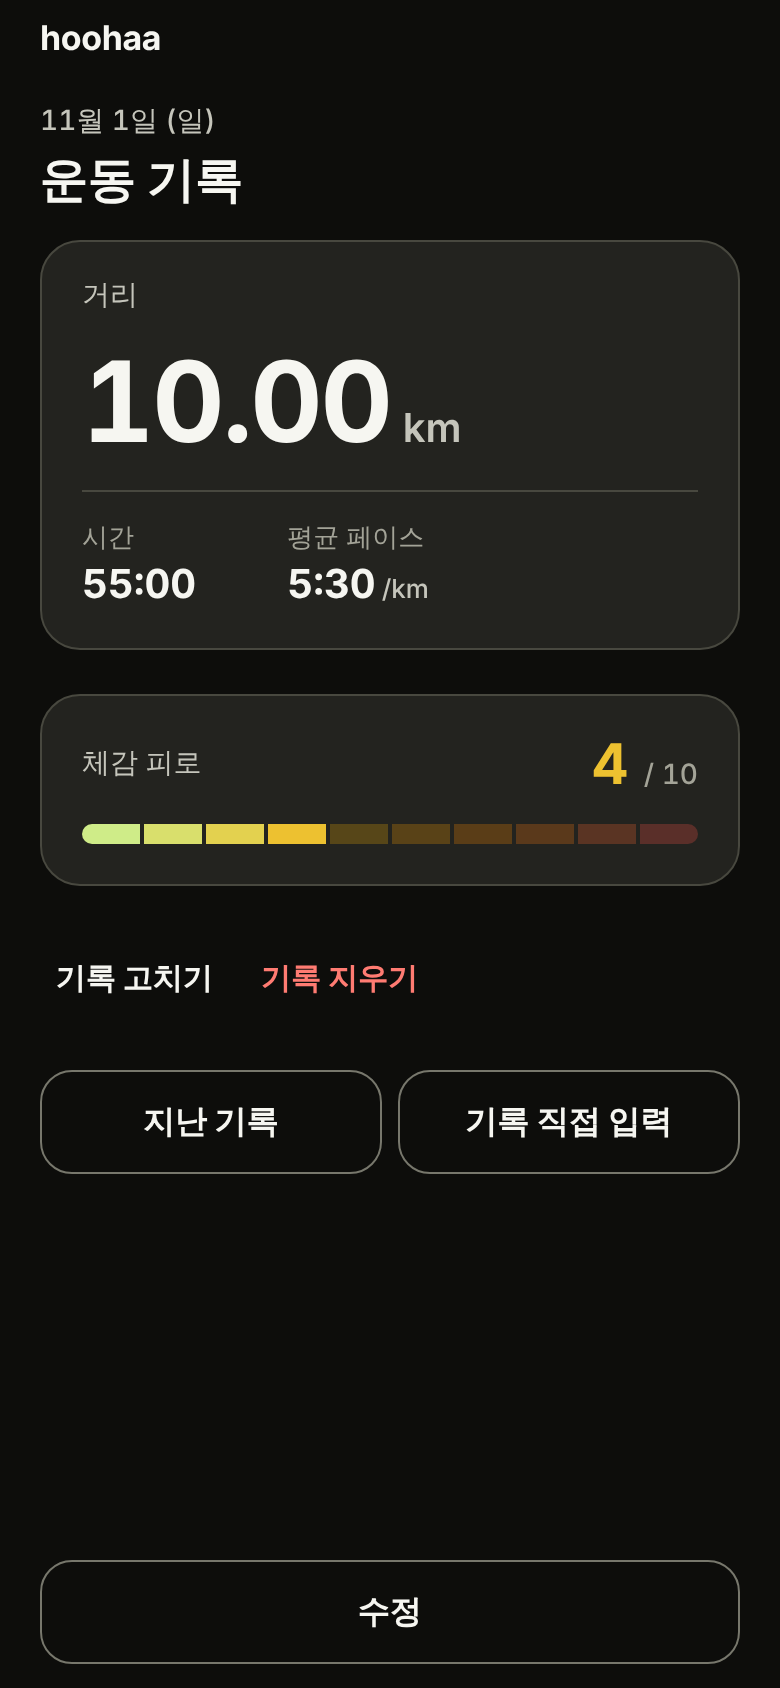 hoohaa
11월 1일 (일)
운동 기록
거리
10.00 km
시간 평균 페이스
55:00 5:30 /km
체감 피로 4 / 10
기록 고치기 기록 지우기
지난 기록 기록 직접 입력
수정